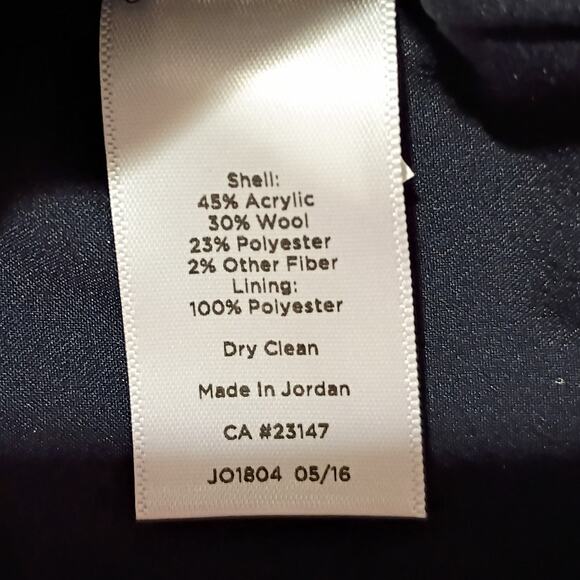 Shell:
45% Acrylic
30% Wool
23% Polyester
2% Other Fiber
Lining:
100% Polyester
Dry Clean
Made In Jordan
CA #23147
JO1804 05/16